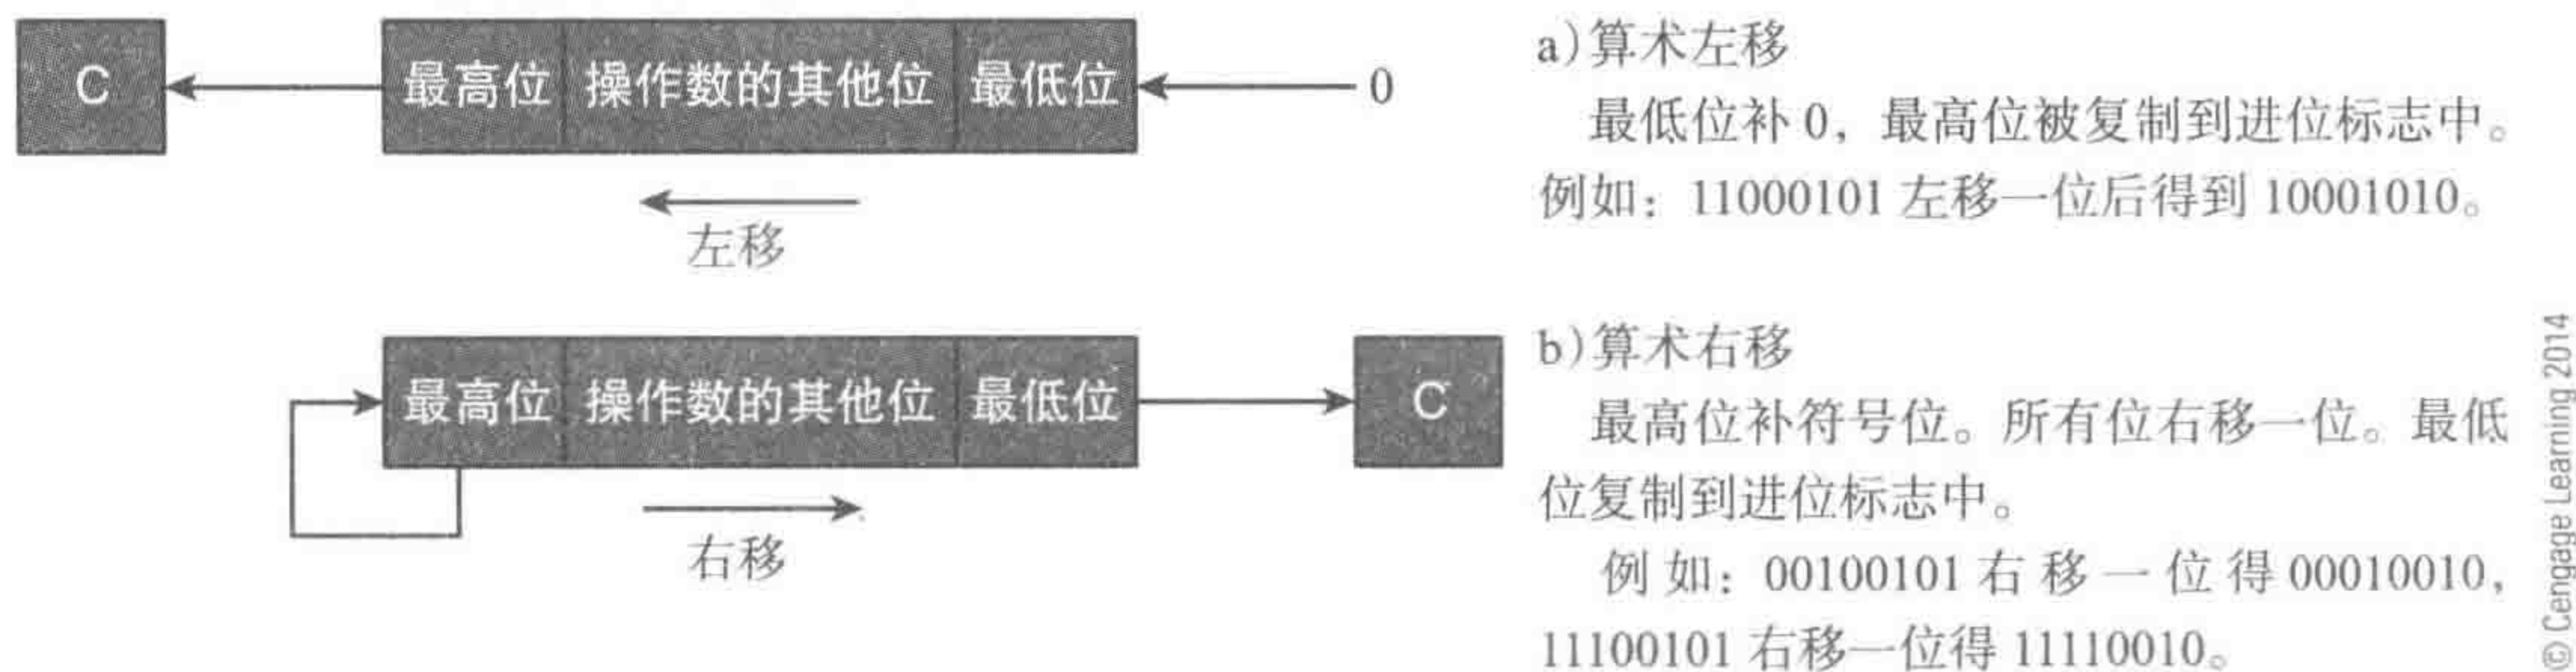 C 最高位 操作数的其他位 最低位 0
左移
a)算术左移
最低位补 0，最高位被复制到进位标志中。
例如：11000101 左移一位后得到 10001010。
最高位 操作数的其他位 最低位 C
右移
b)算术右移
最高位补符号位。所有位右移一位。最低
位复制到进位标志中。
例如：00100101 右移一位得 00010010，
11100101 右移一位得 11110010。
© Cengage Learning 2014